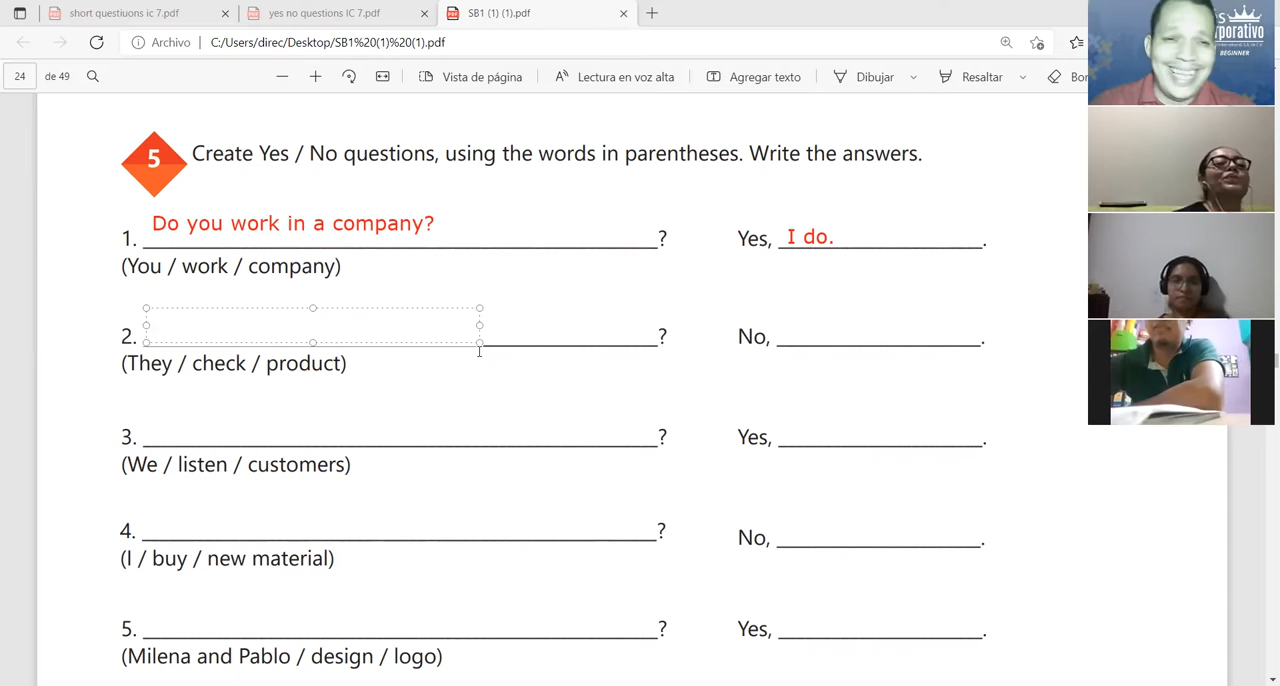 short questiuons ic 7.pdf
yes no questions IC 7.pdf
SB1 (1) (1).pdf
Archivo C:/Users/direc/Desktop/SB1%20(1)%20(1).pdf
24 de 49
Vista de página
Lectura en voz alta
Agregar texto
Dibujar
Resaltar
5 Create Yes / No questions, using the words in parentheses. Write the answers.
1. Do you work in a company? ? Yes, I do. .
(You / work / company)
2. ? No, .
(They / check / product)
3. ? Yes, .
(We / listen / customers)
4. ? No, .
(I / buy / new material)
5. ? Yes, .
(Milena and Pablo / design / logo)
BEGINNER